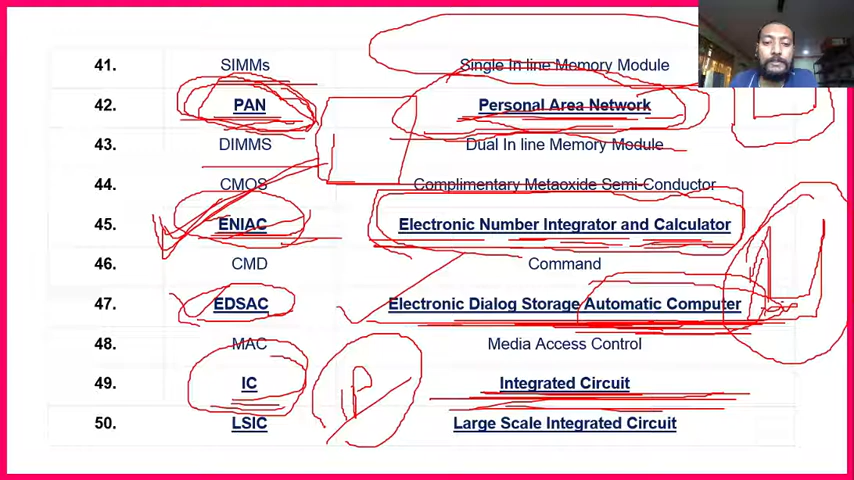 41. SIMMs Single In line Memory Module
42. PAN Personal Area Network
43. DIMMS Dual In line Memory Module
44. CMOS Complimentary Metaoxide Semi-Conductor
45. ENIAC Electronic Number Integrator and Calculator
46. CMD Command
47. EDSAC Electronic Dialog Storage Automatic Computer
48. MAC Media Access Control
49. IC Integrated Circuit
P
50. LSIC Large Scale Integrated Circuit